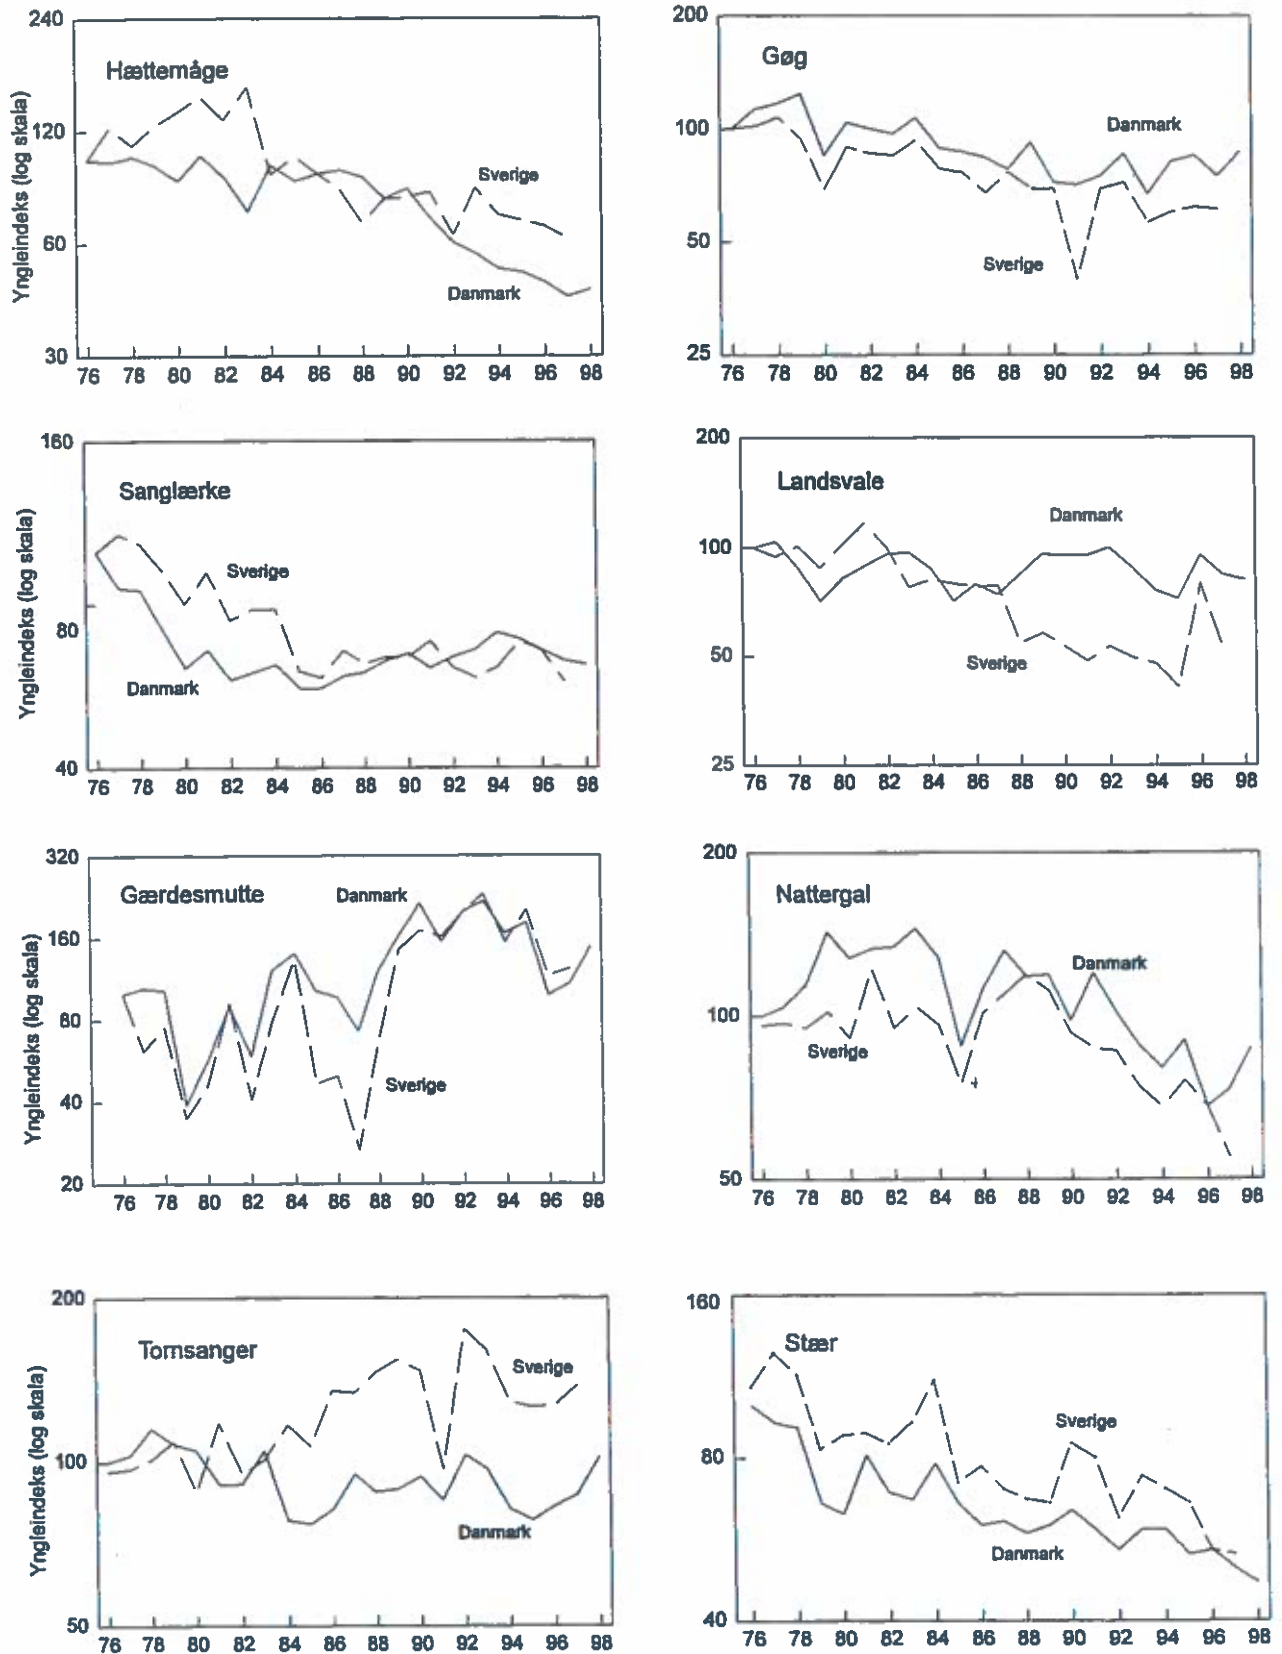 240
Hættemåge
120
Sverige
60
Danmark
30
76 78 80 82 84 86 88 90 92 94 96 98
Yngleindeks (log skala)
200
Gøg
100
Danmark
50
Sverige
25
76 78 80 82 84 86 88 90 92 94 96 98
160
Sanglærke
Sverige
80
Danmark
40
76 78 80 82 84 86 88 90 92 94 96 98
Yngleindeks (log skala)
200
Landsvale
Danmark
100
50
Sverige
25
76 78 80 82 84 86 88 90 92 94 96 98
320
Gærdesmutte
Danmark
160
80
Sverige
40
20
76 78 80 82 84 86 88 90 92 94 96 98
Yngleindeks (log skala)
200
Nattergal
Danmark
100
Sverige
50
76 78 80 82 84 86 88 90 92 94 96 98
200
Tornsanger
Sverige
100
Danmark
50
76 78 80 82 84 86 88 90 92 94 96 98
Yngleindeks (log skala)
160
Stær
Sverige
80
Danmark
40
76 78 80 82 84 86 88 90 92 94 96 98